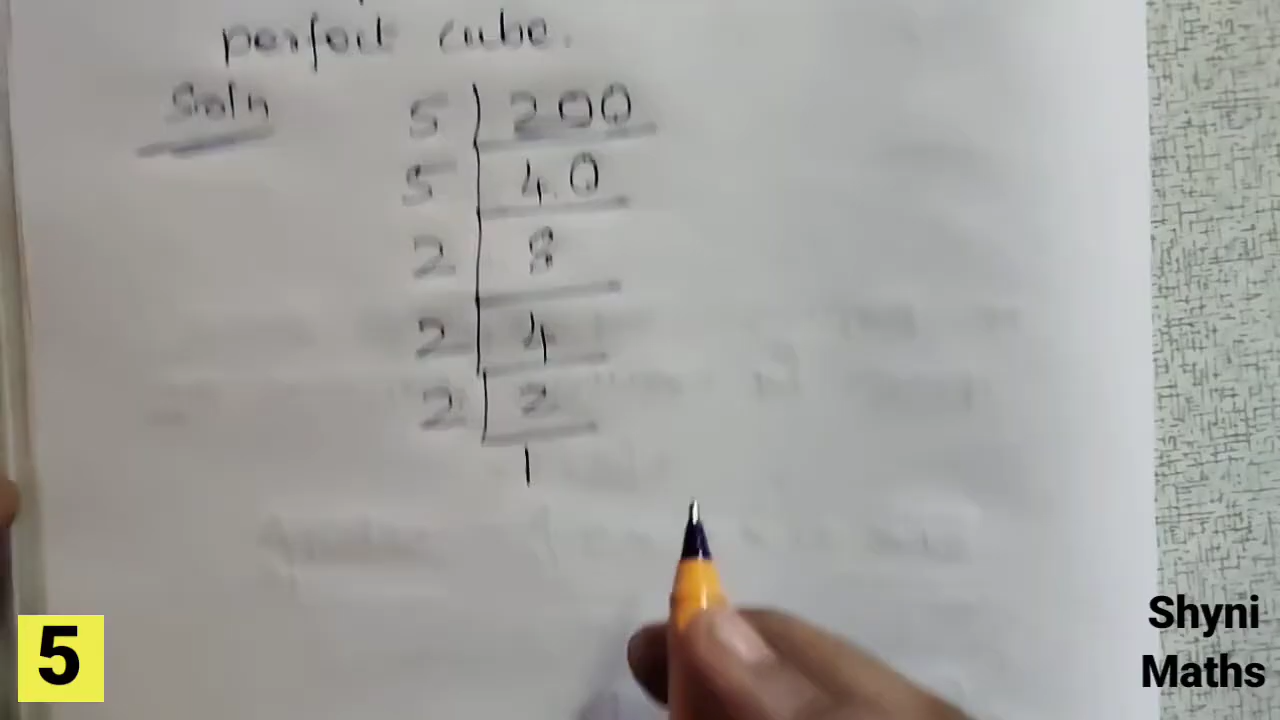 perfect cube.
Soln
5 | 200
5 | 40
2 | 8
2 | 4
2 | 2
1
5
Shyni
Maths